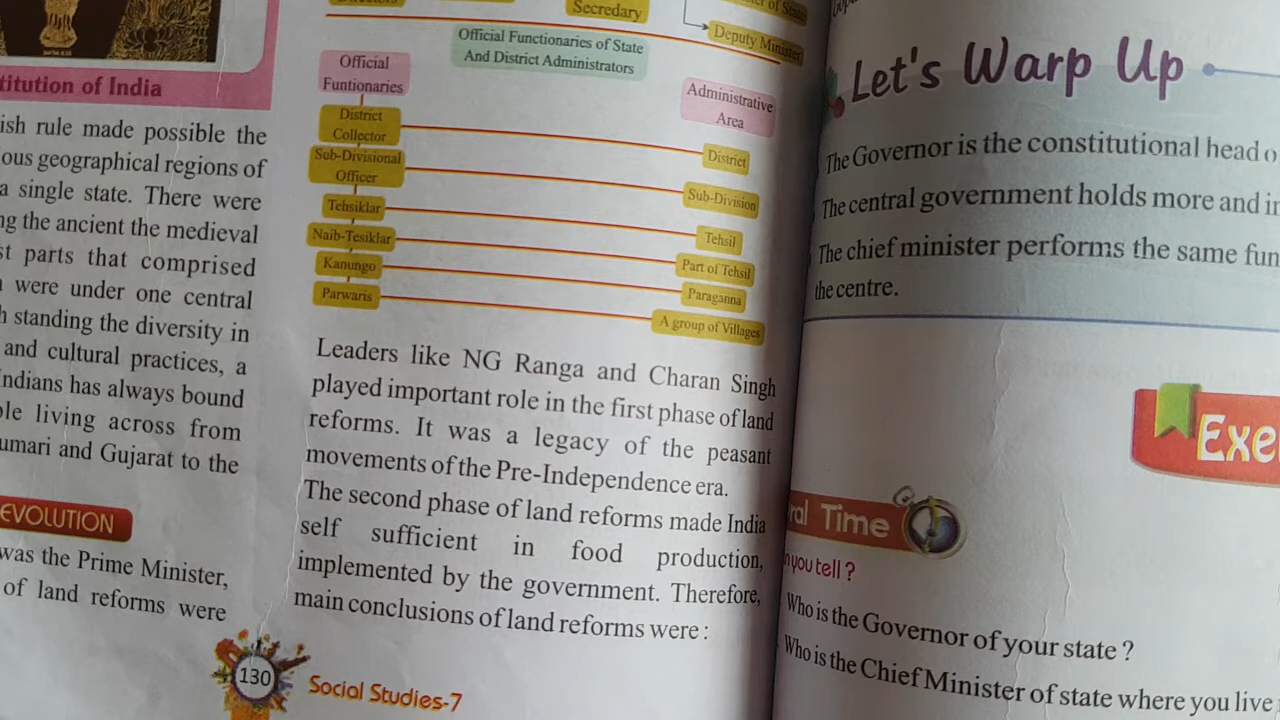 titution of India
ish rule made possible the
ous geographical regions of
a single state. There were
ng the ancient the medieval
st parts that comprised
were under one central
h standing the diversity in
and cultural practices, a
Indians has always bound
ple living across from
umari and Gujarat to the
EVOLUTION
was the Prime Minister,
of land reforms were
Secredary
Deputy Minister
Official Functionaries of State
And District Administrators
Official
Funtionaries
Administrative
Area
District
Collector
District
Sub-Divisional
Officer
Sub-Division
Tehsiklar
Tehsil
Naib-Tesiklar
Part of Tehsil
Kanungo
Paraganna
Parwaris
A group of Villages
Leaders like NG Ranga and Charan Singh
played important role in the first phase of land
reforms. It was a legacy of the peasant
movements of the Pre-Independence era.
The second phase of land reforms made India
self sufficient in food production,
implemented by the government. Therefore,
main conclusions of land reforms were :
130
Social Studies-7
Let's Warp Up
The Governor is the constitutional head o
The central government holds more and i
The chief minister performs the same fun
the centre.
Exe
ral Time
n you tell ?
Who is the Governor of your state ?
Who is the Chief Minister of state where you live